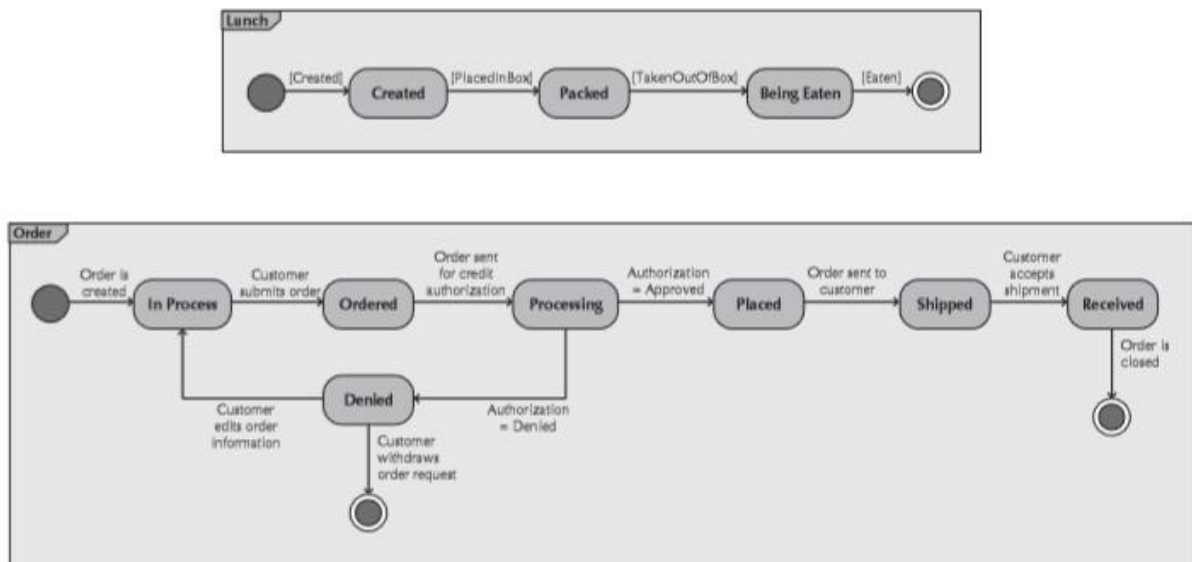 Lunch
[Created]
[PlacedInBox]
[TakenOutOfBox]
[Eaten]
Created
Packed
Being Eaten
Order
Order is
created
Customer
submits order
Order sent
for credit
authorization
Authorization
= Approved
Order sent to
customer
Customer
accepts
shipment
In Process
Ordered
Processing
Placed
Shipped
Received
Order is
closed
Denied
Customer
edits order
information
Authorization
= Denied
Customer
withdraws
order request